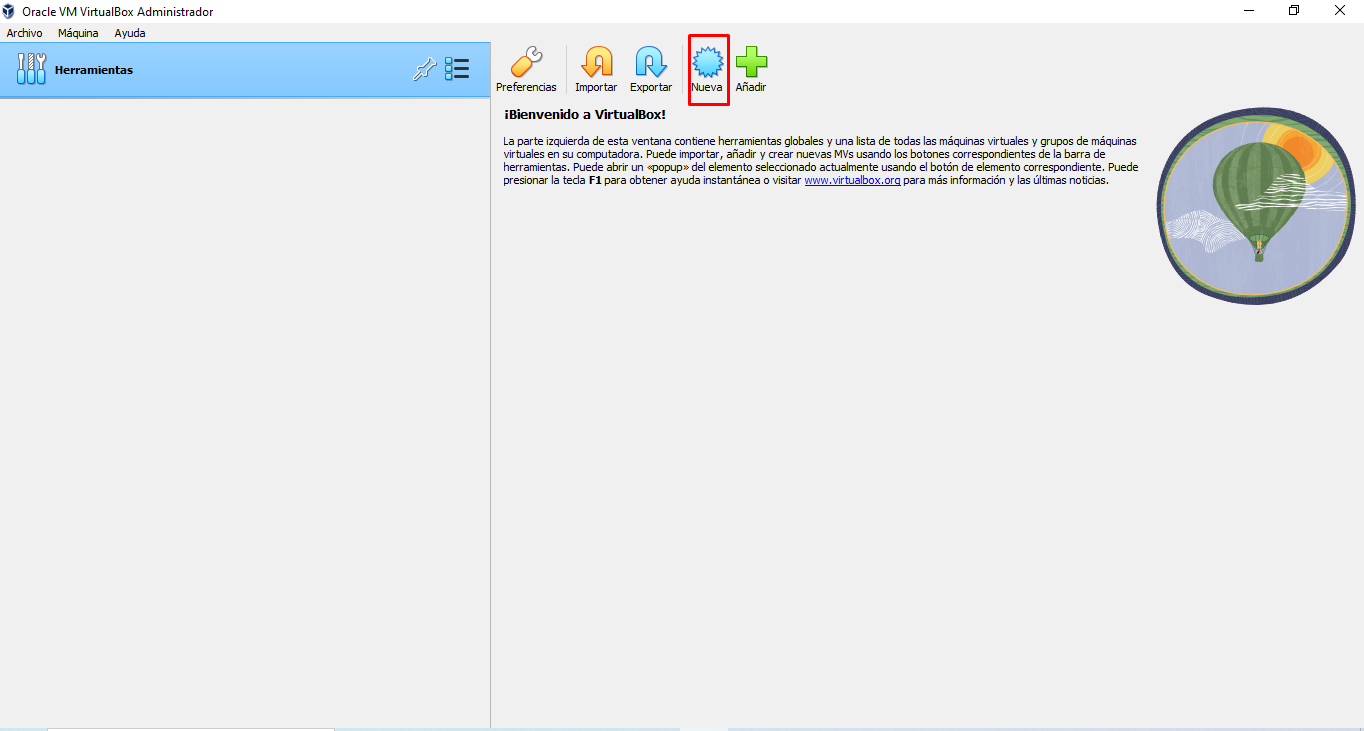 Oracle VM VirtualBox Administrador
Archivo Máquina Ayuda
Herramientas
Preferencias Importar Exportar Nueva Añadir
¡Bienvenido a VirtualBox!
La parte izquierda de esta ventana contiene herramientas globales y una lista de todas las máquinas virtuales y grupos de máquinas
virtuales en su computadora. Puede importar, añadir y crear nuevas MVs usando los botones correspondientes de la barra de
herramientas. Puede abrir un «popup» del elemento seleccionado actualmente usando el botón de elemento correspondiente. Puede
presionar la tecla F1 para obtener ayuda instantánea o visitar www.virtualbox.org para más información y las últimas noticias.